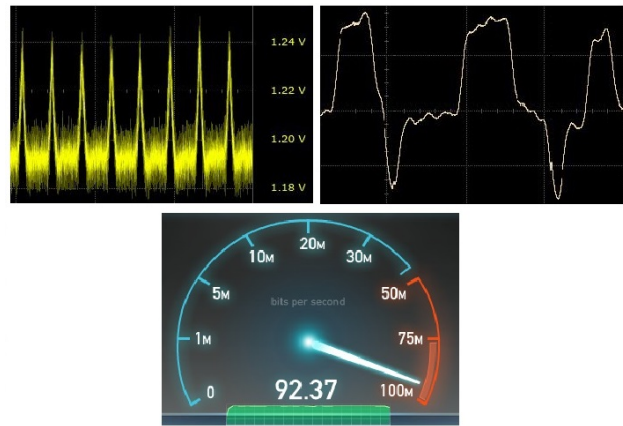 1.24 V
1.22 V
1.20 V
1.18 V
20M
10M
30M
5M
50M
bits per second
1M
75M
0
92.37
100M